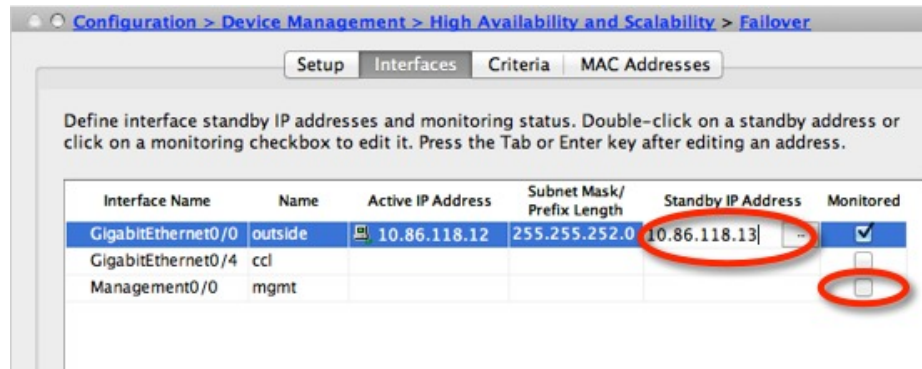 Configuration > Device Management > High Availability and Scalability > Failover
Setup Interfaces Criteria MAC Addresses
Define interface standby IP addresses and monitoring status. Double-click on a standby address or
click on a monitoring checkbox to edit it. Press the Tab or Enter key after editing an address.
Interface Name Name Active IP Address Subnet Mask/ Prefix Length Standby IP Address Monitored
GigabitEthernet0/0 outside 10.86.118.12 255.255.252.0 10.86.118.13 ...
GigabitEthernet0/4 ccl
Management0/0 mgmt